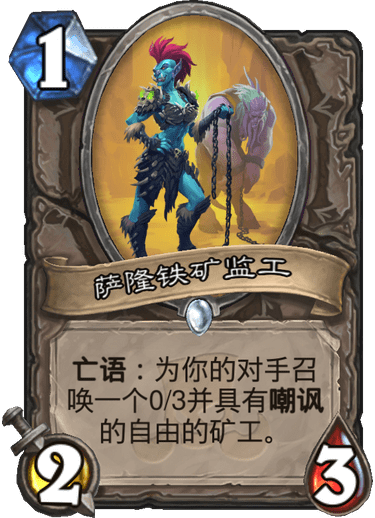 1
萨隆铁矿监工
亡语：为你的对手召
唤一个0/3并具有嘲讽
的自由的矿工。
2
3